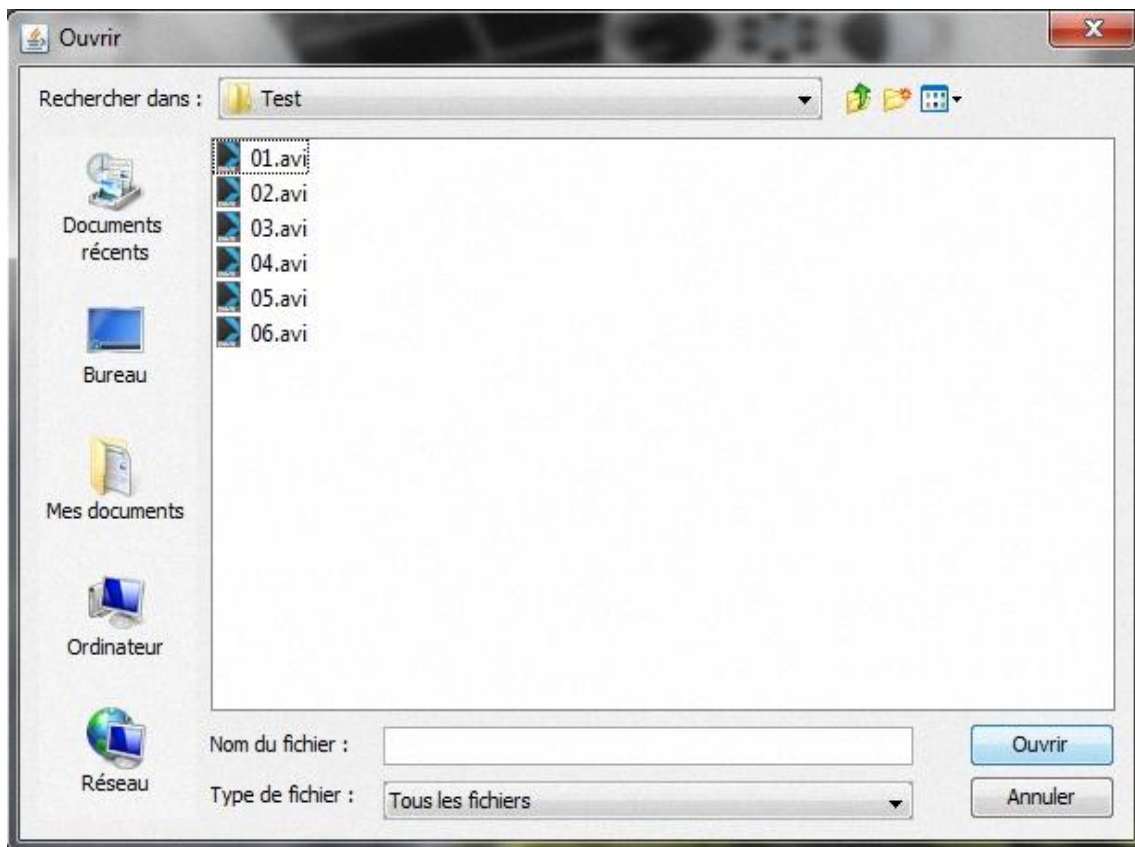 Ouvrir
Rechercher dans :
Test
01.avi
02.avi
03.avi
04.avi
05.avi
06.avi
Documents
récents
Bureau
Mes documents
Ordinateur
Réseau
Nom du fichier :
Ouvrir
Type de fichier :
Tous les fichiers
Annuler